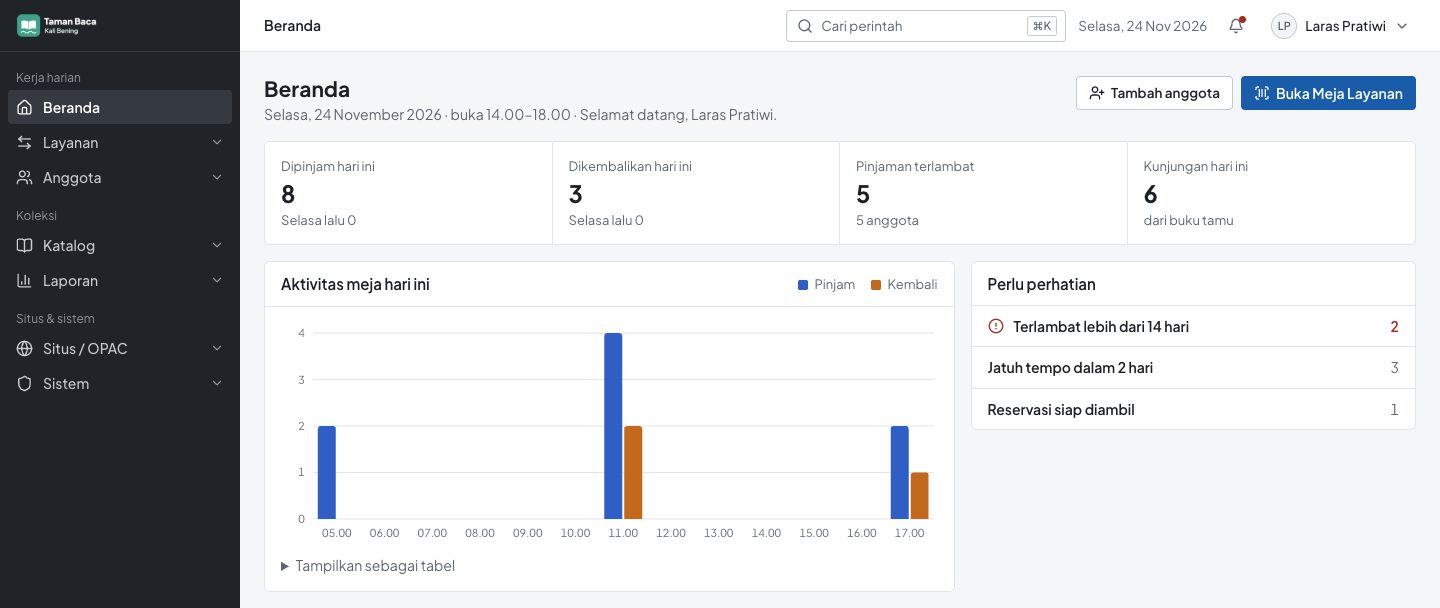 Taman Baca
Kali Bening
Kerja harian
Beranda
Layanan
Anggota
Koleksi
Katalog
Laporan
Situs & sistem
Situs / OPAC
Sistem
Beranda
Cari perintah
⌘K
Selasa, 24 Nov 2026
LP
Laras Pratiwi
Beranda
Selasa, 24 November 2026 · buka 14.00–18.00 · Selamat datang, Laras Pratiwi.
Tambah anggota
Buka Meja Layanan
Dipinjam hari ini
8
Selasa lalu 0
Dikembalikan hari ini
3
Selasa lalu 0
Pinjaman terlambat
5
5 anggota
Kunjungan hari ini
6
dari buku tamu
Aktivitas meja hari ini
Pinjam
Kembali
4
3
2
1
0
05.00 06.00 07.00 08.00 09.00 10.00 11.00 12.00 13.00 14.00 15.00 16.00 17.00
Tampilkan sebagai tabel
Perlu perhatian
Terlambat lebih dari 14 hari 2
Jatuh tempo dalam 2 hari 3
Reservasi siap diambil 1